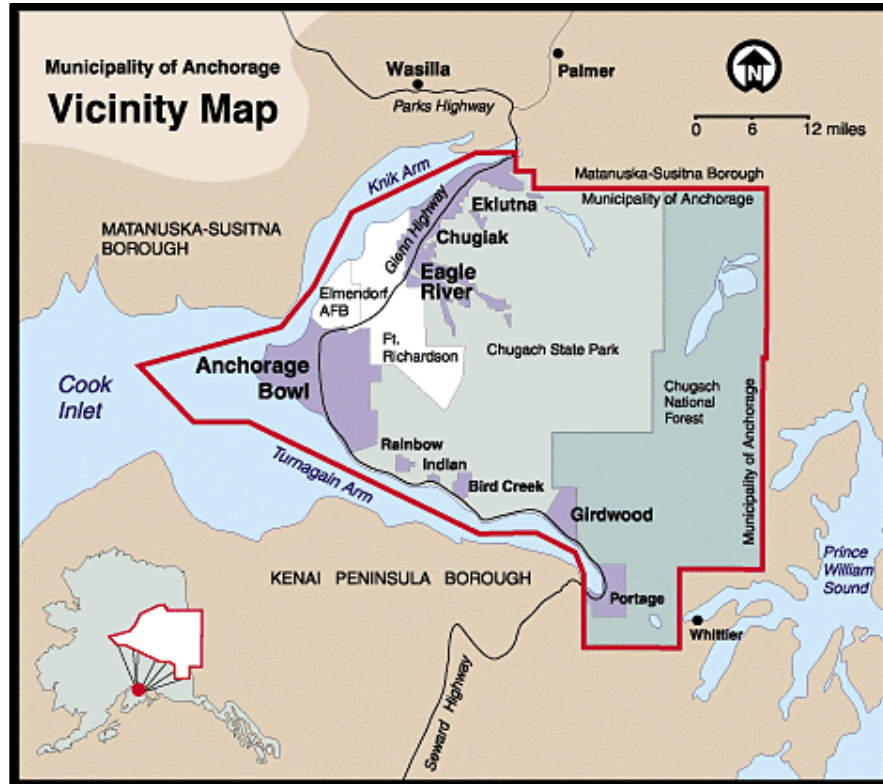 Municipality of Anchorage
Vicinity Map
Wasilla
Palmer
Parks Highway
N
0 6 12 miles
Knik Arm
Matanuska-Susitna Borough
Municipality of Anchorage
MATANUSKA-SUSITNA
BOROUGH
Glenn Highway
Eklutna
Chugiak
Eagle
River
Elmendorf
AFB
Ft.
Richardson
Chugach State Park
Anchorage
Bowl
Cook
Inlet
Chugach
National
Forest
Municipality of Anchorage
Rainbow
Indian
Bird Creek
Turnagain Arm
Girdwood
Prince
William
Sound
KENAI PENINSULA BOROUGH
Portage
Whittier
Seward Highway